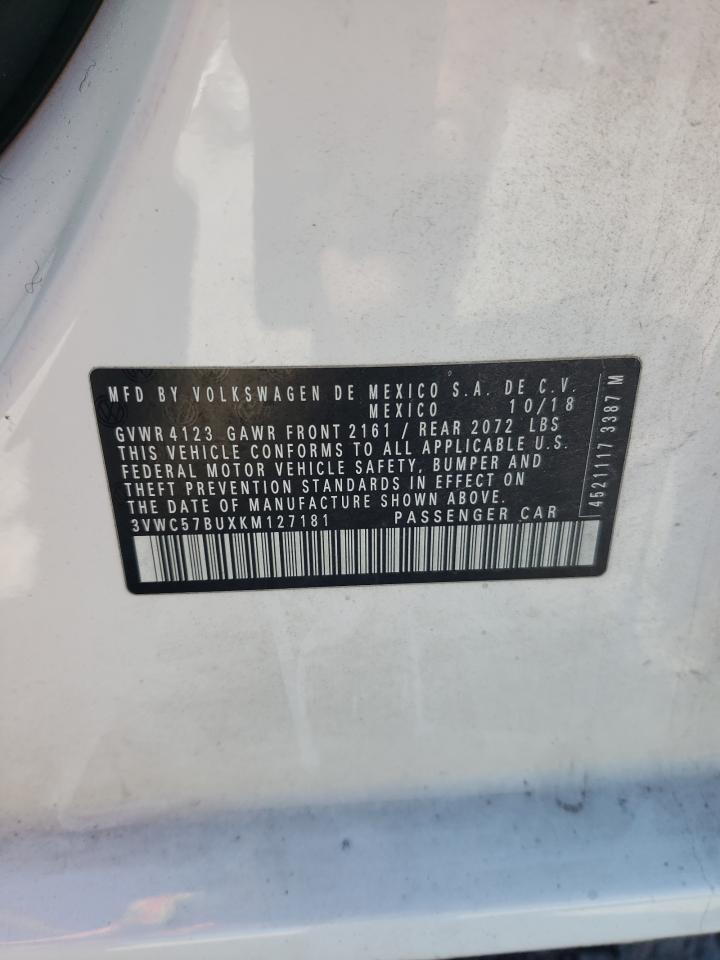 MFD BY VOLKSWAGEN DE MEXICO S.A. DE C.V.
MEXICO 10/18
GVWR 4123 GAWR FRONT 2161 / REAR 2072 LBS
THIS VEHICLE CONFORMS TO ALL APPLICABLE U.S.
FEDERAL MOTOR VEHICLE SAFETY, BUMPER AND
THEFT PREVENTION STANDARDS IN EFFECT ON
THE DATE OF MANUFACTURE SHOWN ABOVE.
3VWC57BUXKM127181 PASSENGER CAR
4521117 3387 M